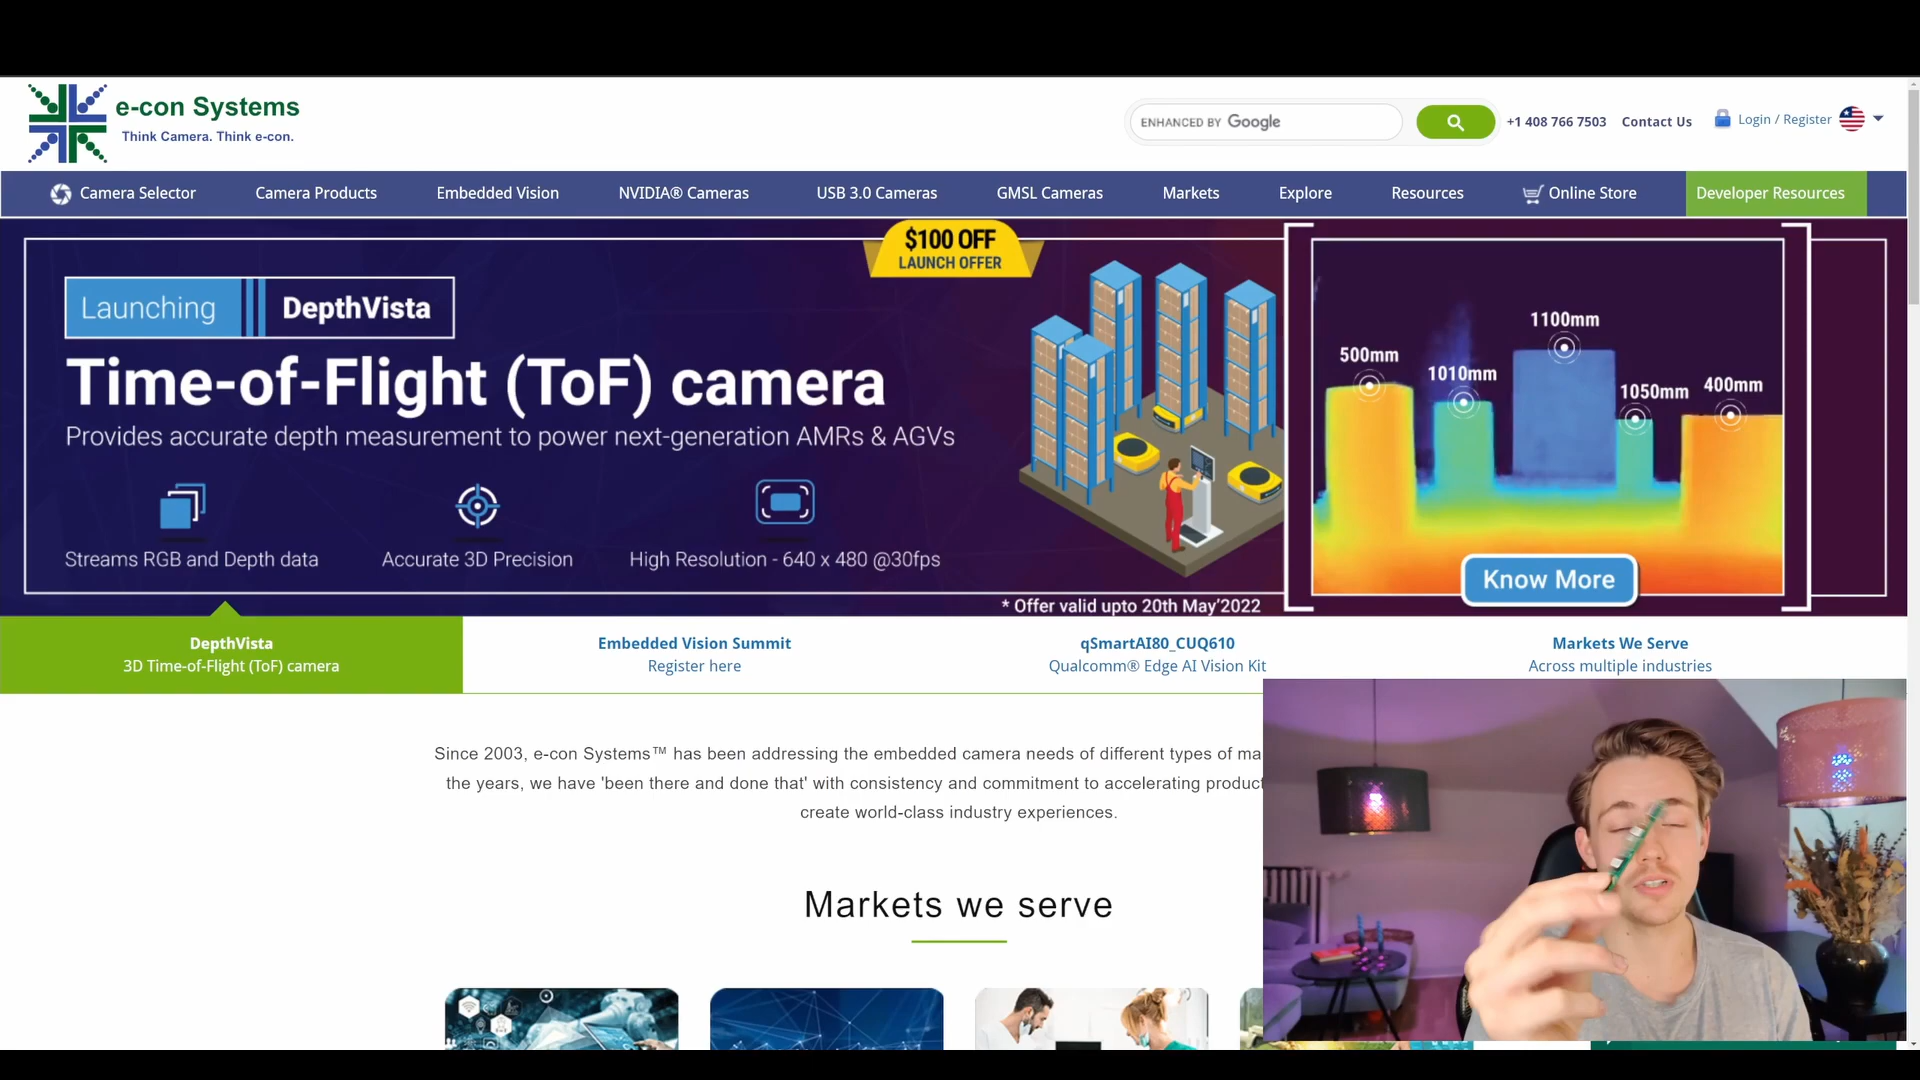 e-con Systems
Think Camera. Think e-con.
ENHANCED BY Google
+1 408 766 7503
Contact Us
Login / Register
Camera Selector
Camera Products
Embedded Vision
NVIDIA® Cameras
USB 3.0 Cameras
GMSL Cameras
Markets
Explore
Resources
Online Store
Developer Resources
$100 OFF
LAUNCH OFFER
Launching
DepthVista
Time-of-Flight (ToF) camera
Provides accurate depth measurement to power next-generation AMRs & AGVs
Streams RGB and Depth data
Accurate 3D Precision
High Resolution - 640 x 480 @30fps
500mm
1010mm
1100mm
1050mm
400mm
Know More
* Offer valid upto 20th May'2022
DepthVista
3D Time-of-Flight (ToF) camera
Embedded Vision Summit
Register here
qSmartAI80_CUQ610
Qualcomm® Edge AI Vision Kit
Markets We Serve
Across multiple industries
Since 2003, e-con Systems™ has been addressing the embedded camera needs of different types of ma
the years, we have 'been there and done that' with consistency and commitment to accelerating product
create world-class industry experiences.
Markets we serve